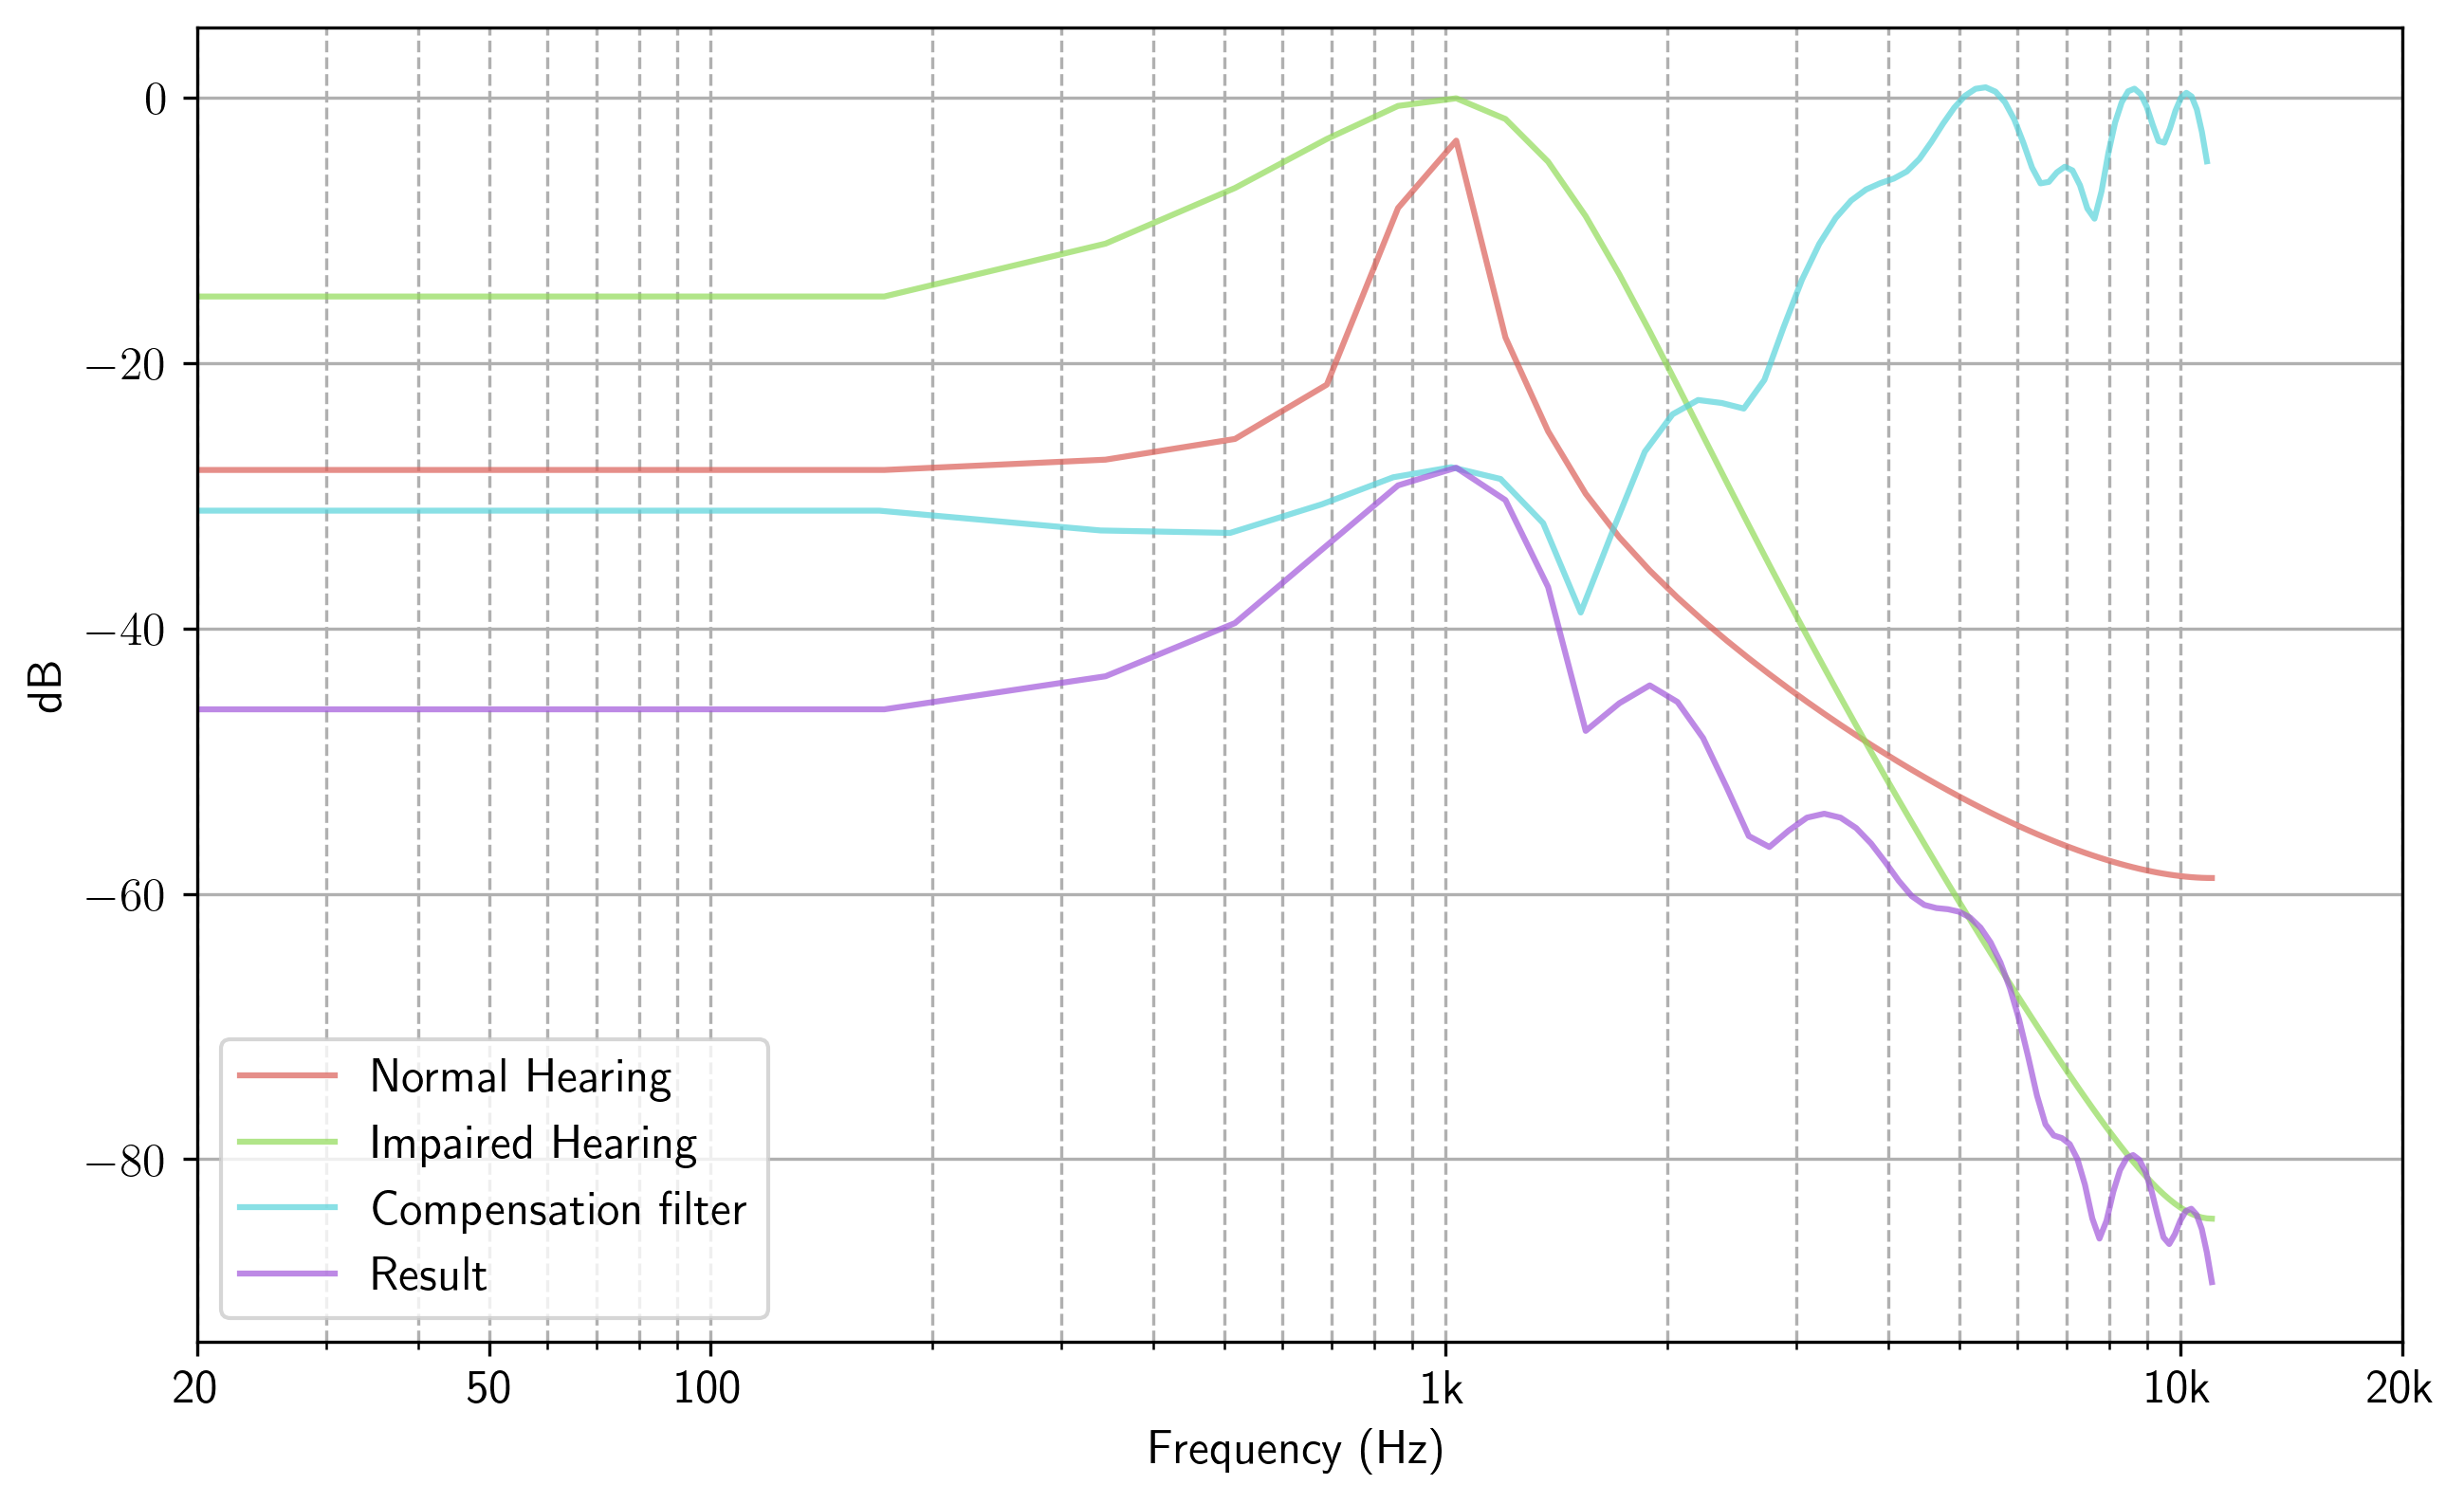 0
−20
−40
−60
−80
dB
Normal Hearing
Impaired Hearing
Compensation filter
Result
20 50 100 1k 10k 20k
Frequency (Hz)